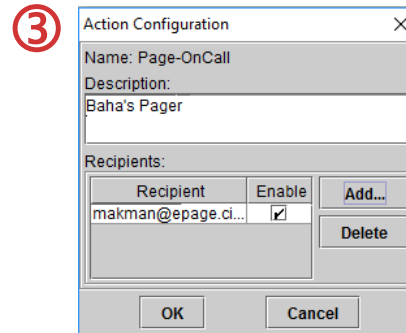 3
Action Configuration
Name: Page-OnCall
Description:
Baha's Pager
Recipients:
Recipient Enable Add...
makman@epage.ci... Delete
OK Cancel